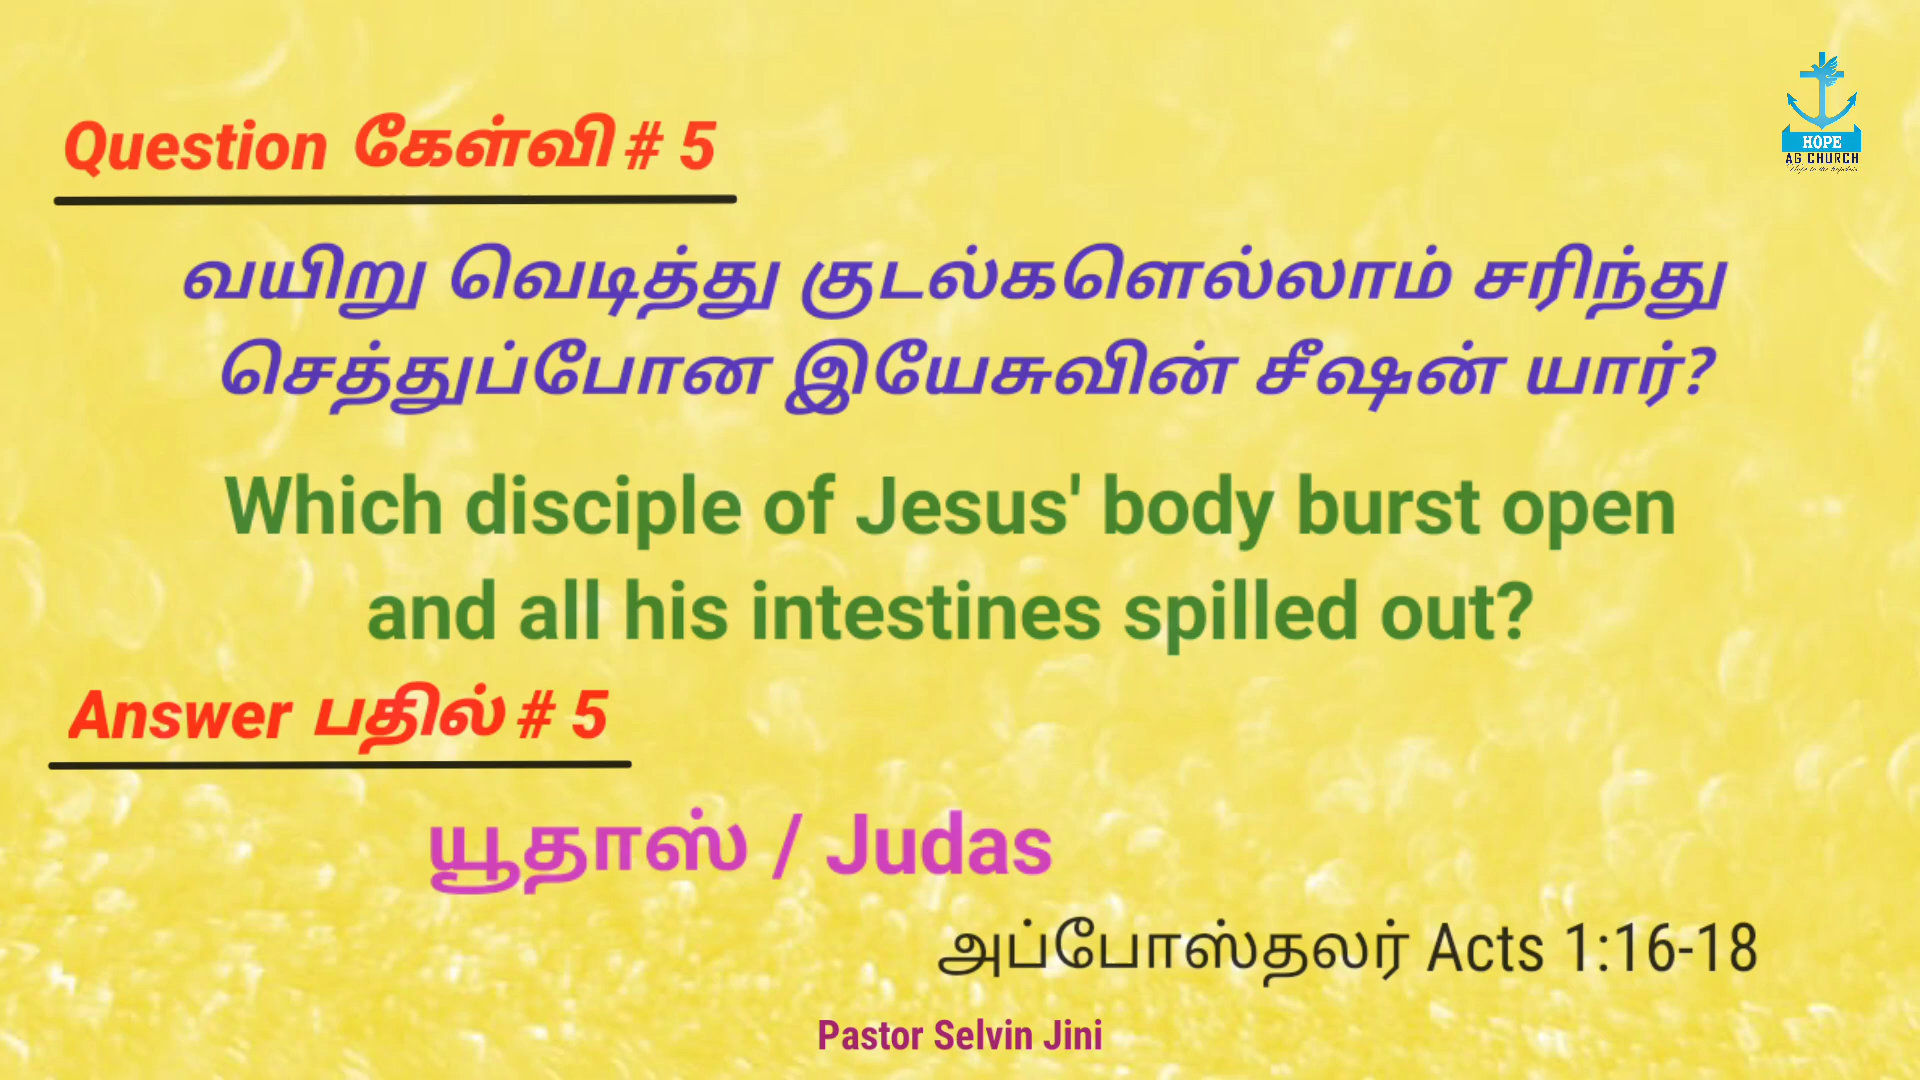 Question கேள்வி # 5
HOPE
AG CHURCH
வயிறு வெடித்து குடல்களெல்லாம் சரிந்து
செத்துப்போன இயேசுவின் சீஷன் யார்?
Which disciple of Jesus' body burst open
and all his intestines spilled out?
Answer பதில் # 5
யூதாஸ் / Judas
அப்போஸ்தலர் Acts 1:16-18
Pastor Selvin Jini